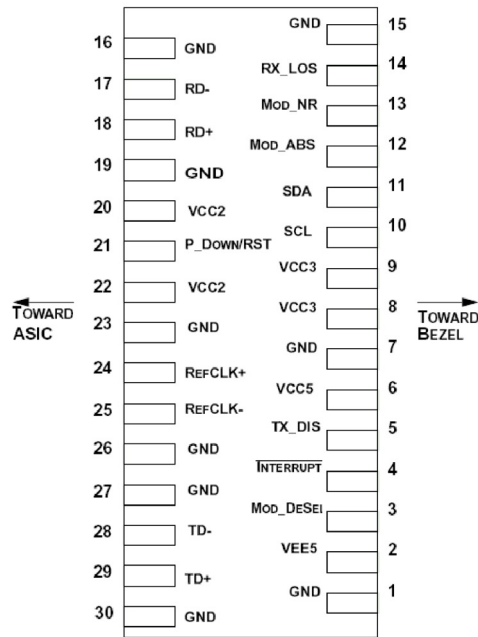 GND 15
16 GND
RX_LOS 14
17 RD-
MOD_NR 13
18 RD+
MOD_ABS 12
19 GND
SDA 11
20 VCC2
SCL 10
21 P_DOWN/RST
VCC3 9
22 VCC2
VCC3 8
TOWARD ASIC
TOWARD BEZEL
23 GND
GND 7
24 REFCLK+
VCC5 6
25 REFCLK-
TX_DIS 5
26 GND
INTERRUPT 4
27 GND
MOD_DESEL 3
28 TD-
VEE5 2
29 TD+
GND 1
30 GND